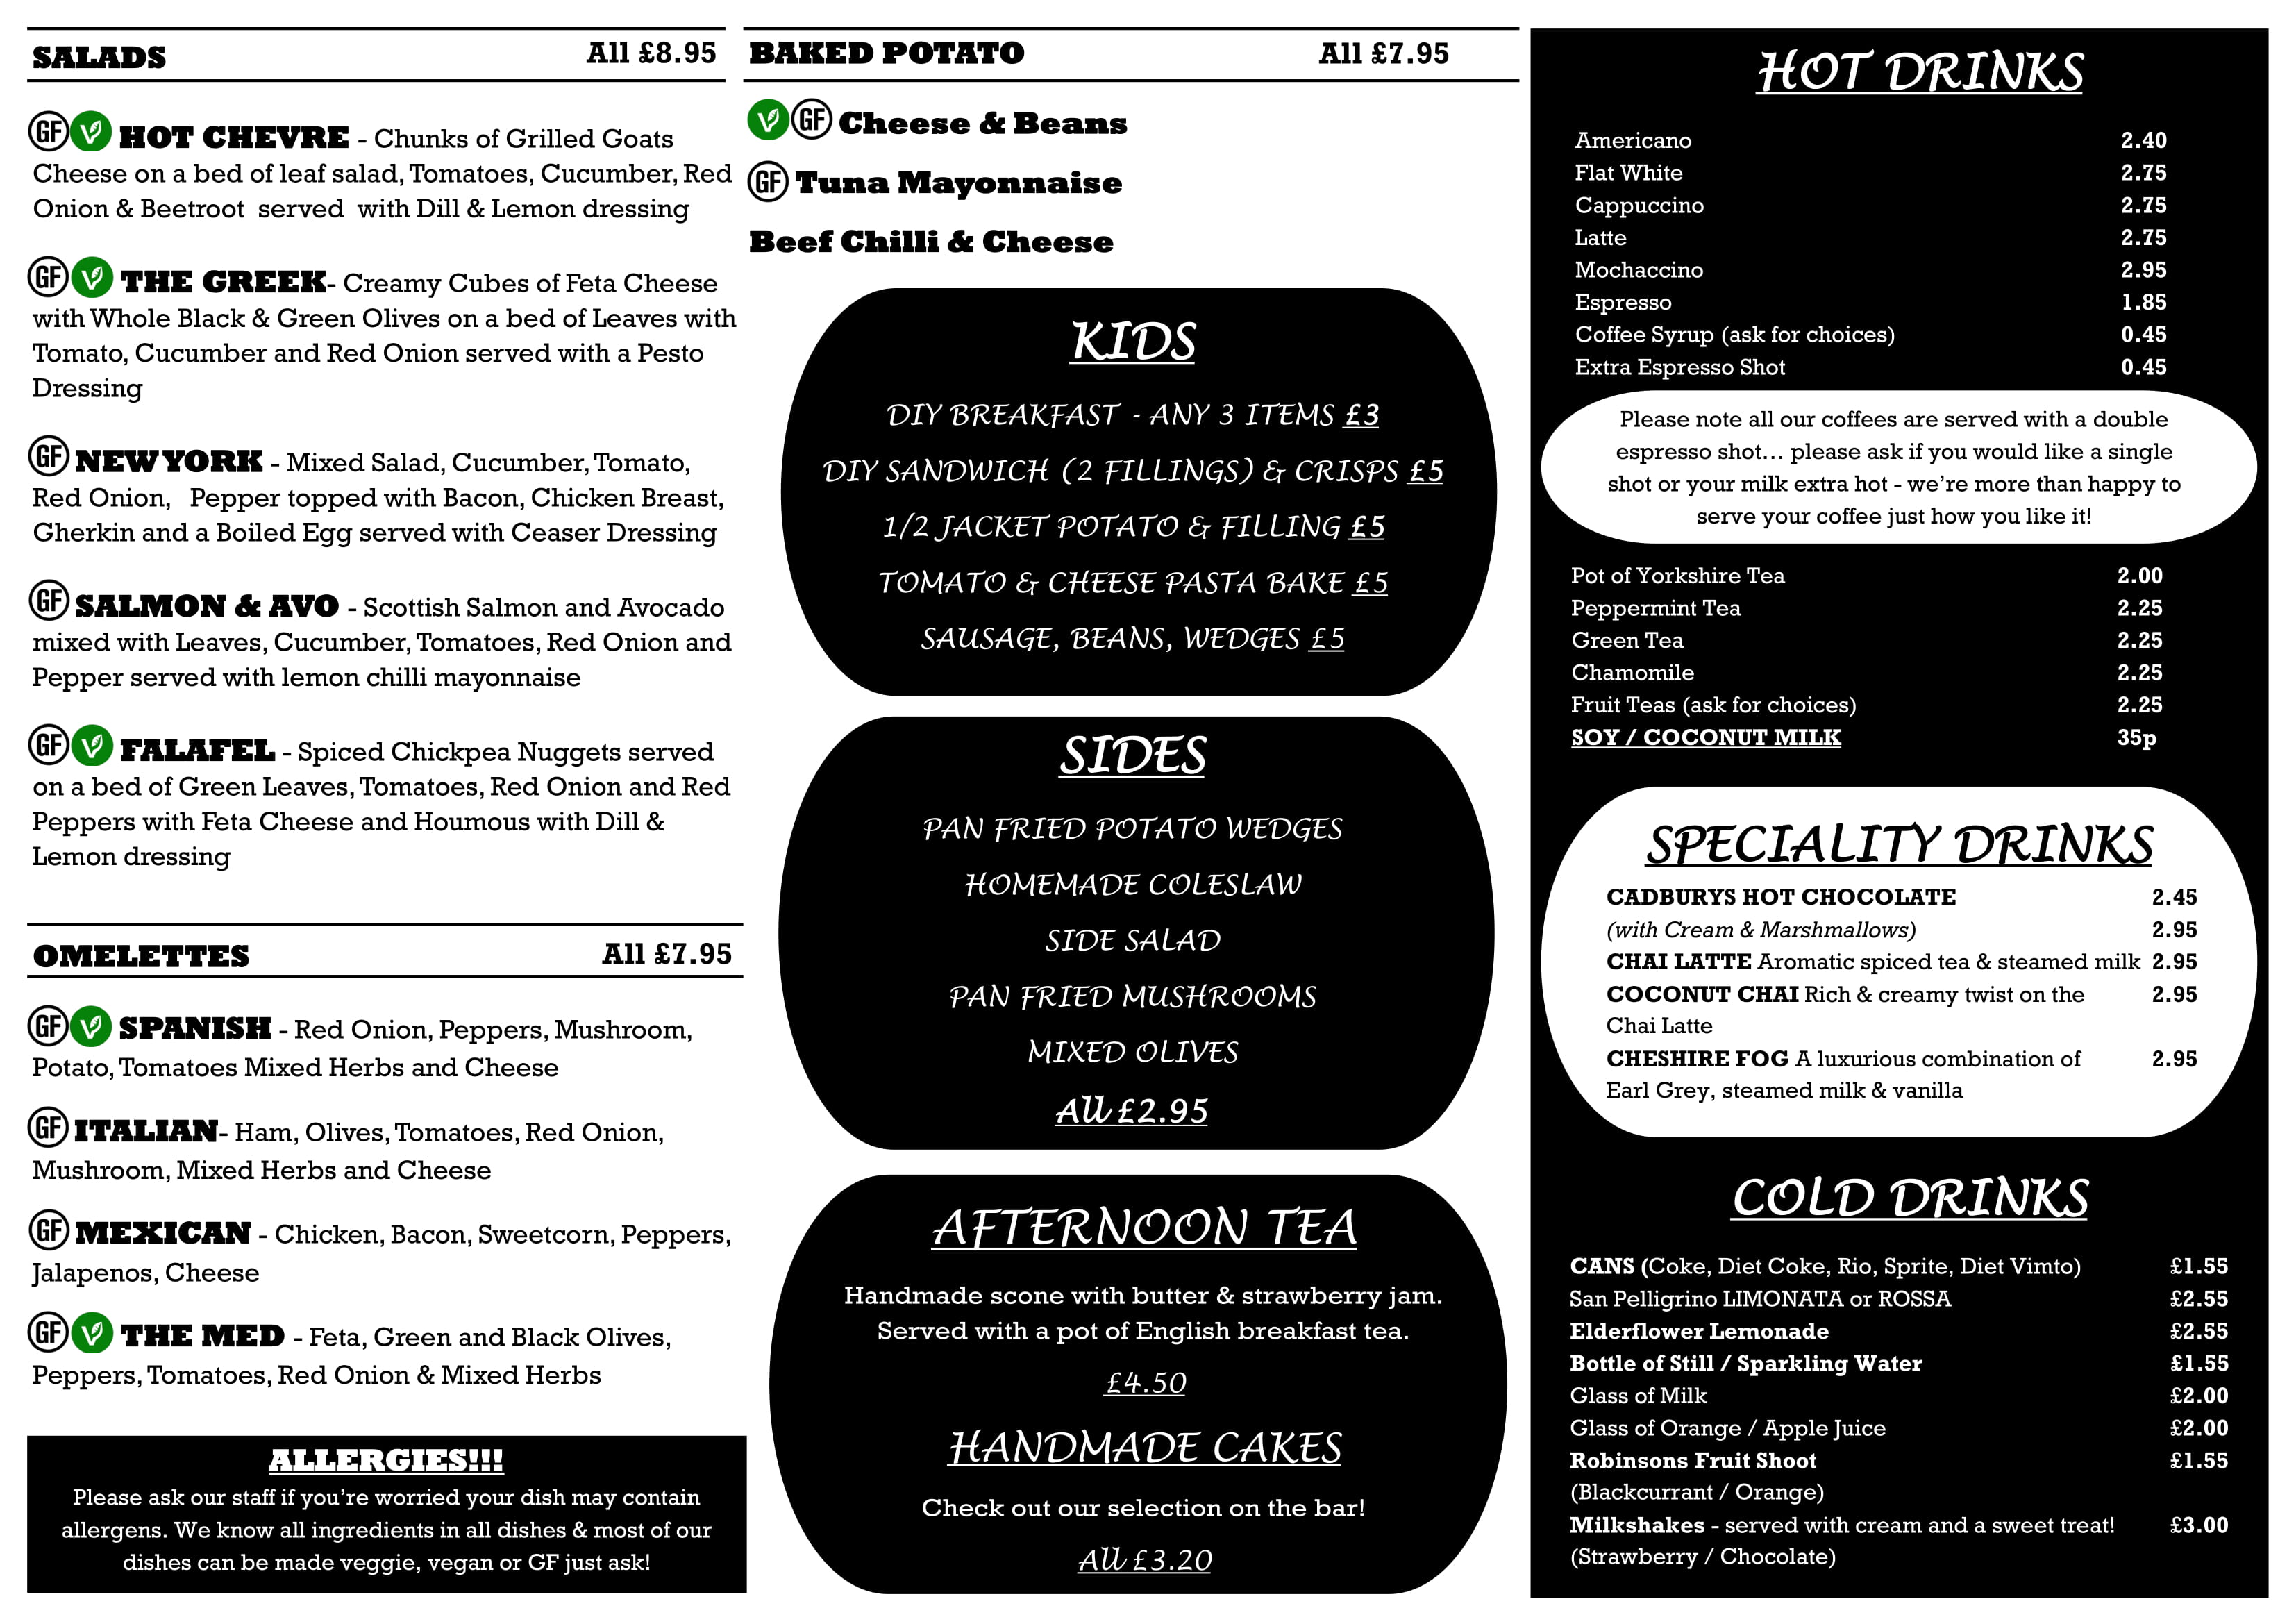 SALADS All £8.95
GF V HOT CHEVRE - Chunks of Grilled Goats
Cheese on a bed of leaf salad, Tomatoes, Cucumber, Red
Onion & Beetroot served with Dill & Lemon dressing
GF V THE GREEK- Creamy Cubes of Feta Cheese
with Whole Black & Green Olives on a bed of Leaves with
Tomato, Cucumber and Red Onion served with a Pesto
Dressing
GF NEW YORK - Mixed Salad, Cucumber, Tomato,
Red Onion, Pepper topped with Bacon, Chicken Breast,
Gherkin and a Boiled Egg served with Ceaser Dressing
GF SALMON & AVO - Scottish Salmon and Avocado
mixed with Leaves, Cucumber, Tomatoes, Red Onion and
Pepper served with lemon chilli mayonnaise
GF V FALAFEL - Spiced Chickpea Nuggets served
on a bed of Green Leaves, Tomatoes, Red Onion and Red
Peppers with Feta Cheese and Houmous with Dill &
Lemon dressing
OMELETTES All £7.95
GF V SPANISH - Red Onion, Peppers, Mushroom,
Potato, Tomatoes Mixed Herbs and Cheese
GF ITALIAN- Ham, Olives, Tomatoes, Red Onion,
Mushroom, Mixed Herbs and Cheese
GF MEXICAN - Chicken, Bacon, Sweetcorn, Peppers,
Jalapenos, Cheese
GF V THE MED - Feta, Green and Black Olives,
Peppers, Tomatoes, Red Onion & Mixed Herbs
ALLERGIES!!!
Please ask our staff if you're worried your dish may contain
allergens. We know all ingredients in all dishes & most of our
dishes can be made veggie, vegan or GF just ask!
BAKED POTATO All £7.95
V GF Cheese & Beans
GF Tuna Mayonnaise
Beef Chilli & Cheese
KIDS
DIY BREAKFAST - ANY 3 ITEMS £3
DIY SANDWICH (2 FILLINGS) & CRISPS £5
1/2 JACKET POTATO & FILLING £5
TOMATO & CHEESE PASTA BAKE £5
SAUSAGE, BEANS, WEDGES £5
SIDES
PAN FRIED POTATO WEDGES
HOMEMADE COLESLAW
SIDE SALAD
PAN FRIED MUSHROOMS
MIXED OLIVES
All £2.95
AFTERNOON TEA
Handmade scone with butter & strawberry jam.
Served with a pot of English breakfast tea.
£4.50
HANDMADE CAKES
Check out our selection on the bar!
All £3.20
HOT DRINKS
Americano 2.40
Flat White 2.75
Cappuccino 2.75
Latte 2.75
Mochaccino 2.95
Espresso 1.85
Coffee Syrup (ask for choices) 0.45
Extra Espresso Shot 0.45
Please note all our coffees are served with a double
espresso shot... please ask if you would like a single
shot or your milk extra hot - we're more than happy to
serve your coffee just how you like it!
Pot of Yorkshire Tea 2.00
Peppermint Tea 2.25
Green Tea 2.25
Chamomile 2.25
Fruit Teas (ask for choices) 2.25
SOY / COCONUT MILK 35p
SPECIALITY DRINKS
CADBURYS HOT CHOCOLATE 2.45
(with Cream & Marshmallows) 2.95
CHAI LATTE Aromatic spiced tea & steamed milk 2.95
COCONUT CHAI Rich & creamy twist on the 2.95
Chai Latte
CHESHIRE FOG A luxurious combination of 2.95
Earl Grey, steamed milk & vanilla
COLD DRINKS
CANS (Coke, Diet Coke, Rio, Sprite, Diet Vimto) £1.55
San Pelligrino LIMONATA or ROSSA £2.55
Elderflower Lemonade £2.55
Bottle of Still / Sparkling Water £1.55
Glass of Milk £2.00
Glass of Orange / Apple Juice £2.00
Robinsons Fruit Shoot £1.55
(Blackcurrant / Orange)
Milkshakes - served with cream and a sweet treat! £3.00
(Strawberry / Chocolate)